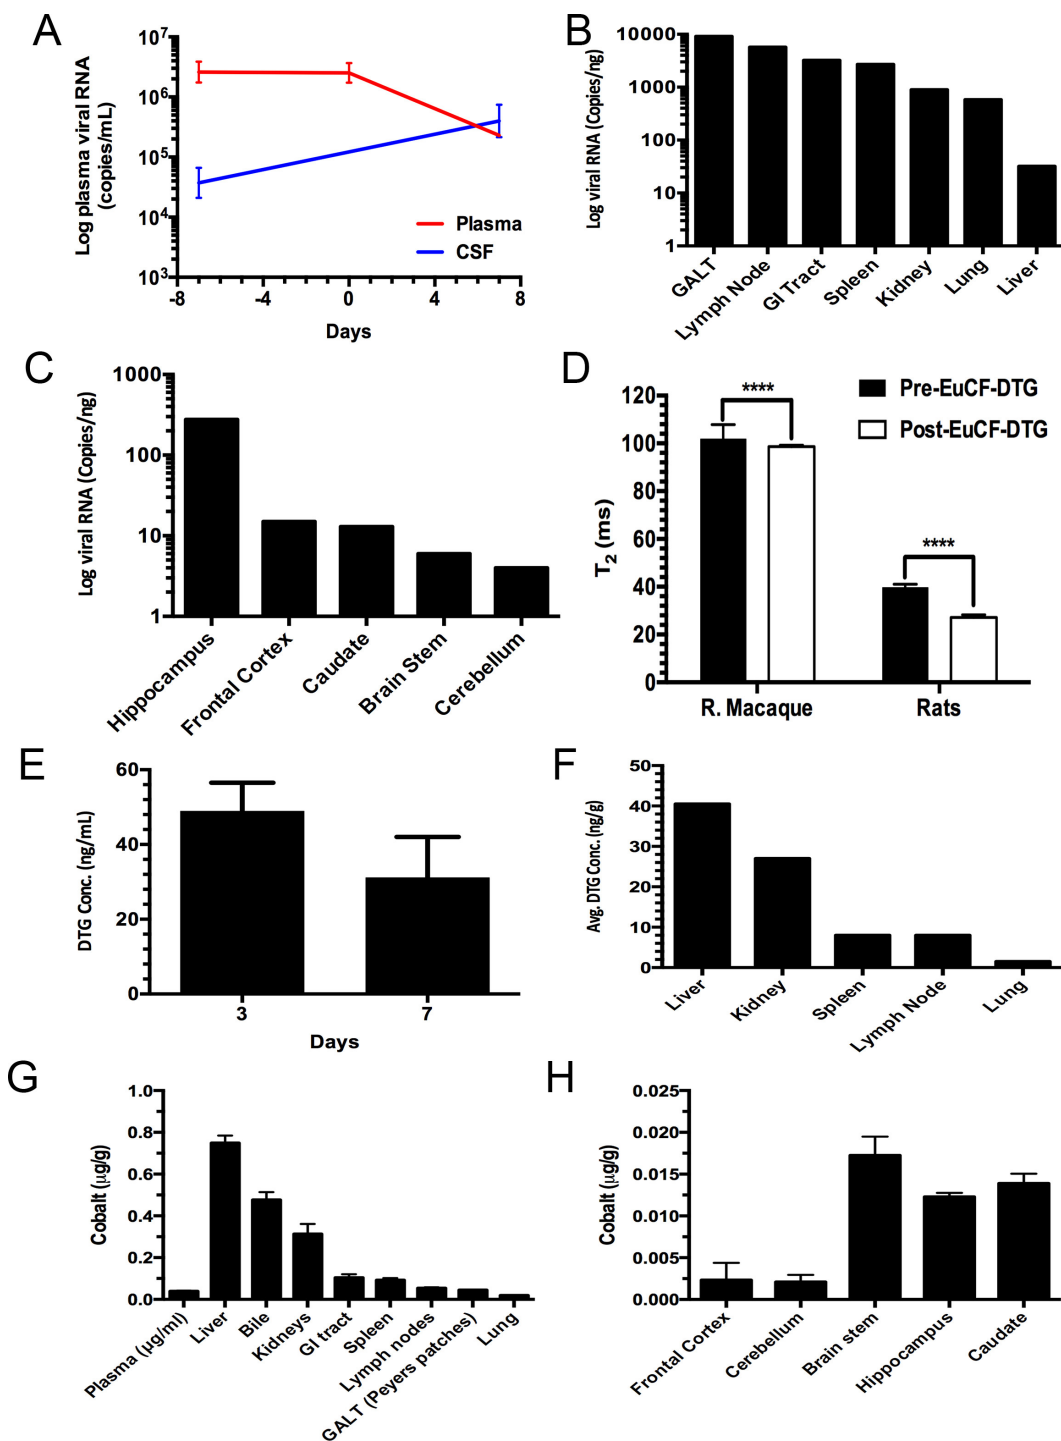 A
Log plasma viral RNA
(copies/mL)
10^7
10^6
10^5
10^4
10^3
-8
-4
0
4
8
Days
Plasma
CSF
B
Log viral RNA (Copies/ng)
10000
1000
100
10
1
GALT
Lymph Node
GI Tract
Spleen
Kidney
Lung
Liver
C
Log viral RNA (Copies/ng)
1000
100
10
1
Hippocampus
Frontal Cortex
Caudate
Brain Stem
Cerebellum
D
T2 (ms)
120
100
80
60
40
20
0
****
****
Pre-EuCF-DTG
Post-EuCF-DTG
R. Macaque
Rats
E
DTG Conc. (ng/mL)
60
40
20
0
3
7
Days
F
Avg. DTG Conc. (ng/g)
50
40
30
20
10
0
Liver
Kidney
Spleen
Lymph Node
Lung
G
Cobalt (µg/g)
1.0
0.8
0.6
0.4
0.2
0.0
Plasma (µg/ml)
Liver
Bile
Kidneys
GI tract
Spleen
Lymph nodes
GALT (Peyers patches)
Lung
H
Cobalt (µg/g)
0.025
0.020
0.015
0.010
0.005
0.000
Frontal Cortex
Cerebellum
Brain stem
Hippocampus
Caudate